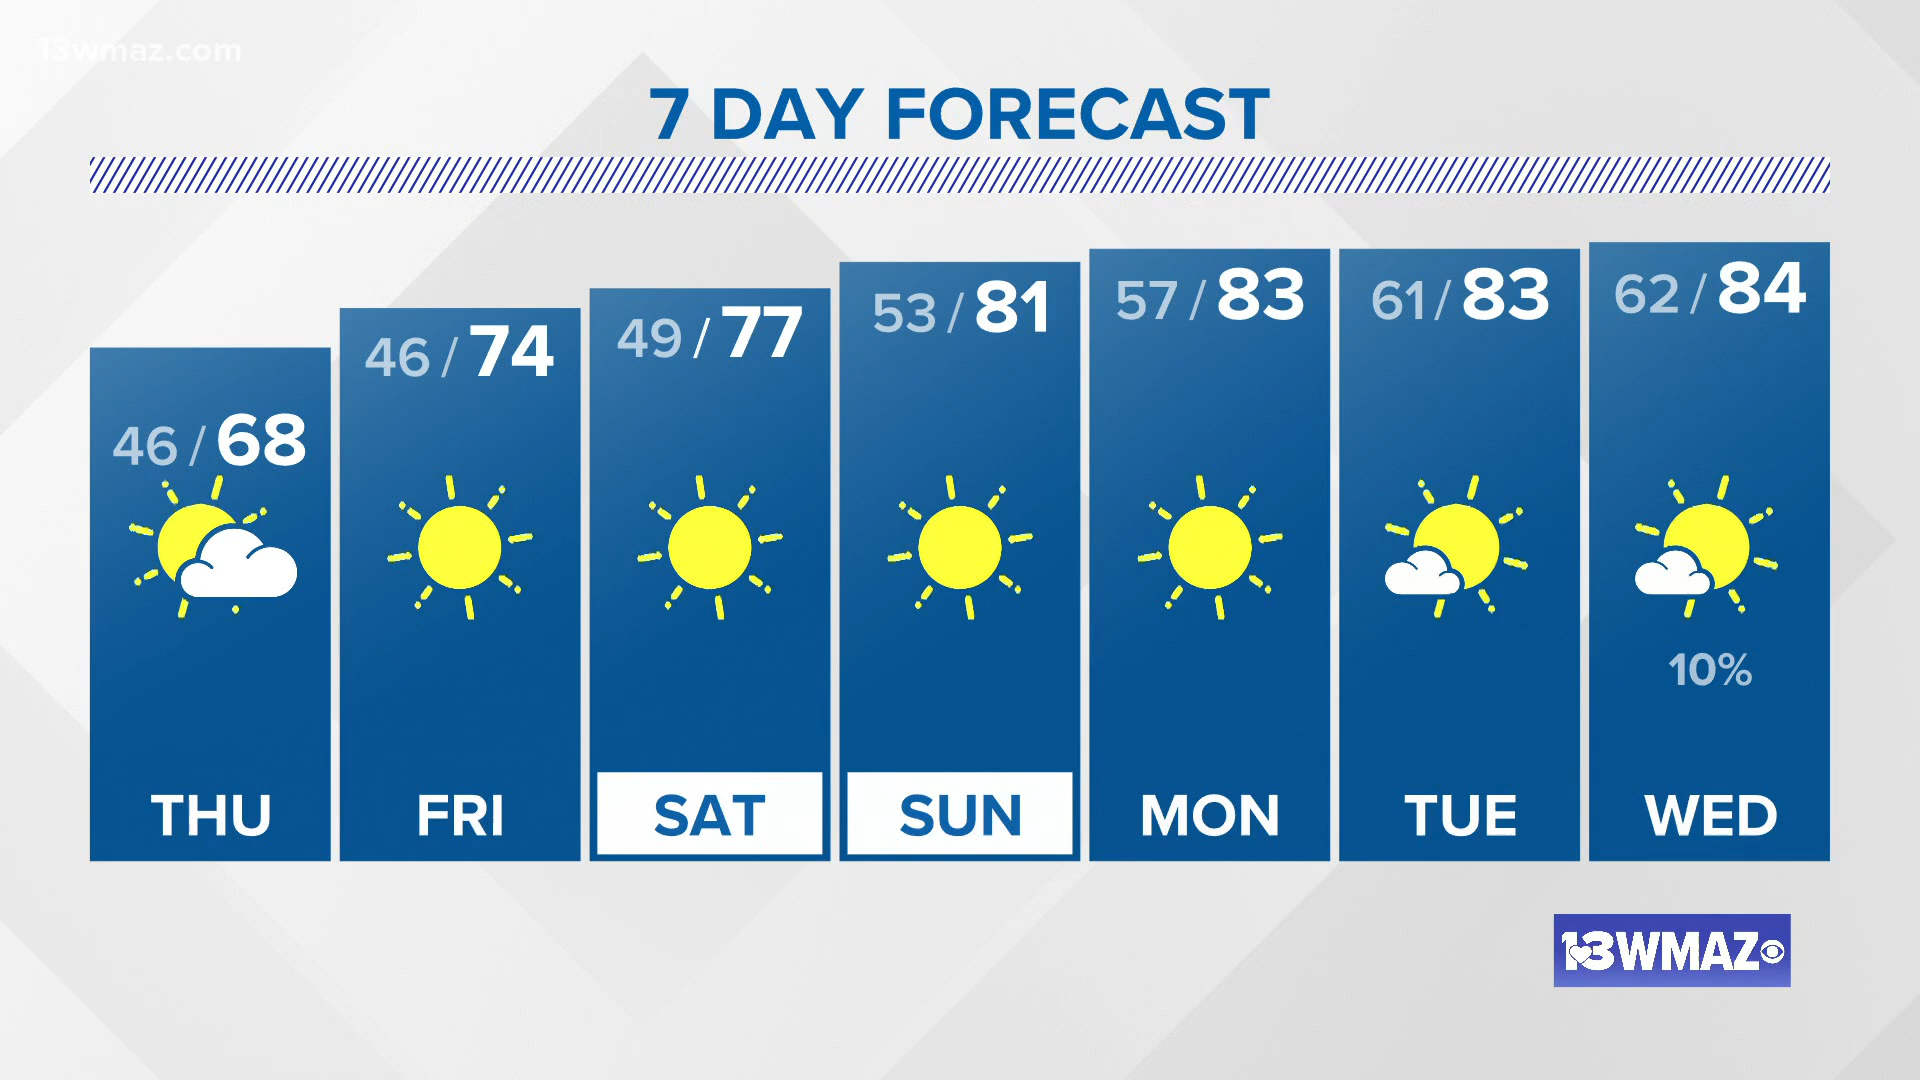 13wmaz.com
7 DAY FORECAST
46 / 68
46 / 74
49 / 77
53 / 81
57 / 83
61 / 83
62 / 84
10%
THU
FRI
SAT
SUN
MON
TUE
WED
13WMAZ